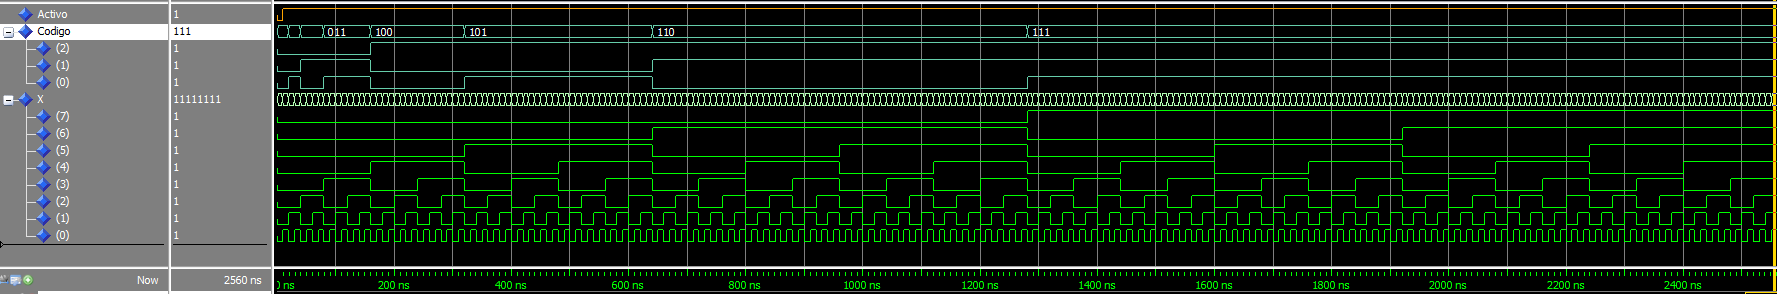 Activo 1
Codigo 111 011 100 101 110 111
(2) 1
(1) 1
(0) 1
X 11111111
(7) 1
(6) 1
(5) 1
(4) 1
(3) 1
(2) 1
(1) 1
(0) 1
Now 2560 ns
ns 200 ns 400 ns 600 ns 800 ns 1000 ns 1200 ns 1400 ns 1600 ns 1800 ns 2000 ns 2200 ns 2400 ns